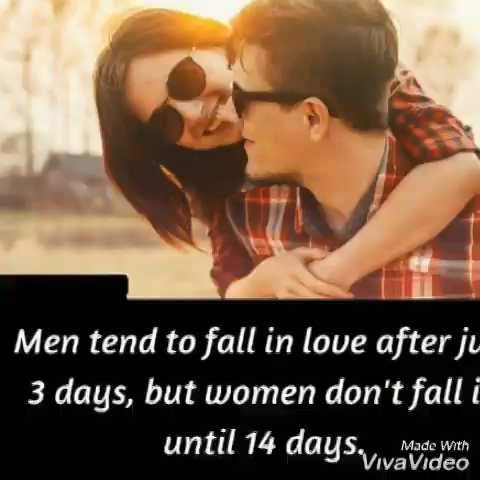 Men tend to fall in love after
3 days, but women don't fall
until 14 days.
Made With
VivaVideo